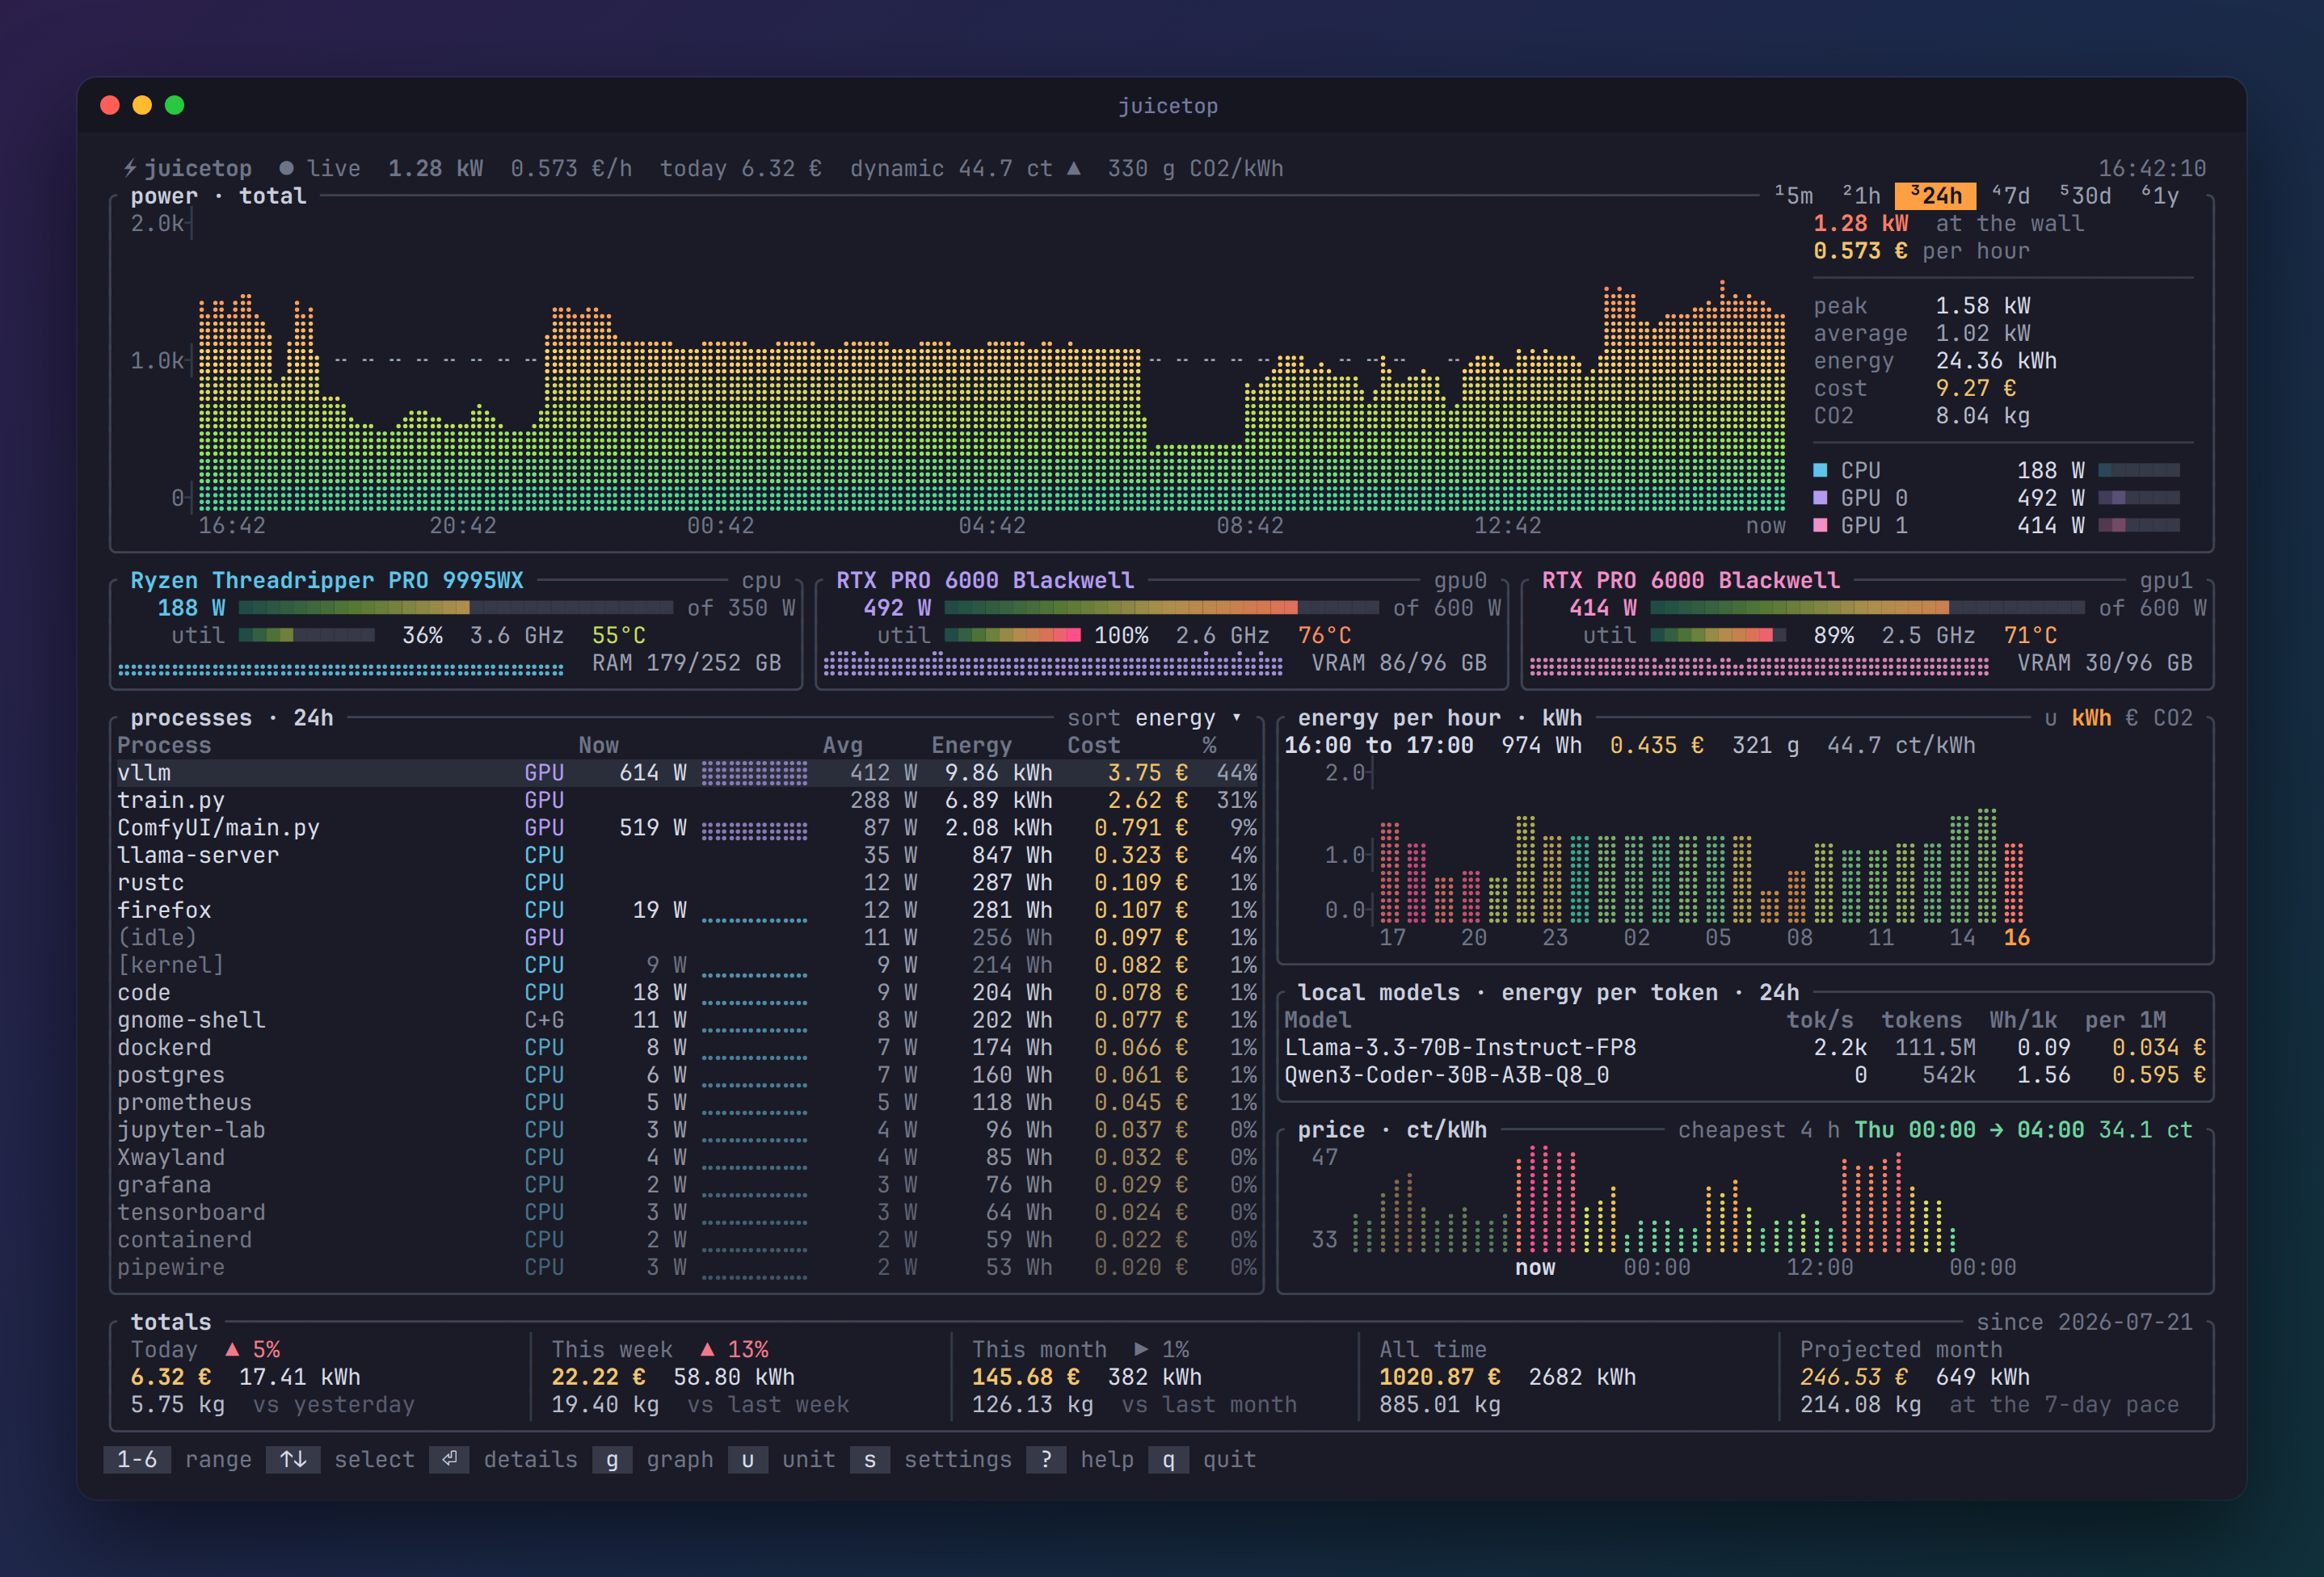 juicetop
⚡juicetop ● live 1.28 kW 0.573 €/h today 6.32 € dynamic 44.7 ct ▲ 330 g CO2/kWh 16:42:10
power · total ¹5m ²1h ³24h ⁴7d ⁵30d ⁶1y
2.0k
1.0k
0
16:42 20:42 00:42 04:42 08:42 12:42 now
1.28 kW at the wall
0.573 € per hour
peak 1.58 kW
average 1.02 kW
energy 24.36 kWh
cost 9.27 €
CO2 8.04 kg
CPU 188 W
GPU 0 492 W
GPU 1 414 W
Ryzen Threadripper PRO 9995WX cpu
188 W of 350 W
util 36% 3.6 GHz 55°C
RAM 179/252 GB
RTX PRO 6000 Blackwell gpu0
492 W of 600 W
util 100% 2.6 GHz 76°C
VRAM 86/96 GB
RTX PRO 6000 Blackwell gpu1
414 W of 600 W
util 89% 2.5 GHz 71°C
VRAM 30/96 GB
processes · 24h sort energy ▾
Process Now Avg Energy Cost %
vllm GPU 614 W 412 W 9.86 kWh 3.75 € 44%
train.py GPU 288 W 6.89 kWh 2.62 € 31%
ComfyUI/main.py GPU 519 W 87 W 2.08 kWh 0.791 € 9%
llama-server CPU 35 W 847 Wh 0.323 € 4%
rustc CPU 12 W 287 Wh 0.109 € 1%
firefox CPU 19 W 12 W 281 Wh 0.107 € 1%
(idle) GPU 11 W 256 Wh 0.097 € 1%
[kernel] CPU 9 W 9 W 214 Wh 0.082 € 1%
code CPU 18 W 9 W 204 Wh 0.078 € 1%
gnome-shell C+G 11 W 8 W 202 Wh 0.077 € 1%
dockerd CPU 8 W 7 W 174 Wh 0.066 € 1%
postgres CPU 6 W 7 W 160 Wh 0.061 € 1%
prometheus CPU 5 W 5 W 118 Wh 0.045 € 1%
jupyter-lab CPU 3 W 4 W 96 Wh 0.037 € 0%
Xwayland CPU 4 W 4 W 85 Wh 0.032 € 0%
grafana CPU 2 W 3 W 76 Wh 0.029 € 0%
tensorboard CPU 3 W 3 W 64 Wh 0.024 € 0%
containerd CPU 2 W 2 W 59 Wh 0.022 € 0%
pipewire CPU 3 W 2 W 53 Wh 0.020 € 0%
energy per hour · kWh u kWh € CO2
16:00 to 17:00 974 Wh 0.435 € 321 g 44.7 ct/kWh
2.0
1.0
0.0
17 20 23 02 05 08 11 14 16
local models · energy per token · 24h
Model tok/s tokens Wh/1k per 1M
Llama-3.3-70B-Instruct-FP8 2.2k 111.5M 0.09 0.034 €
Qwen3-Coder-30B-A3B-Q8_0 0 542k 1.56 0.595 €
price · ct/kWh cheapest 4 h Thu 00:00 → 04:00 34.1 ct
47
33
now 00:00 12:00 00:00
totals since 2026-07-21
Today ▲ 5%
6.32 € 17.41 kWh
5.75 kg vs yesterday
This week ▲ 13%
22.22 € 58.80 kWh
19.40 kg vs last week
This month ▶ 1%
145.68 € 382 kWh
126.13 kg vs last month
All time
1020.87 € 2682 kWh
885.01 kg
Projected month
246.53 € 649 kWh
214.08 kg at the 7-day pace
1-6 range ↑↓ select ⏎ details g graph u unit s settings ? help q quit